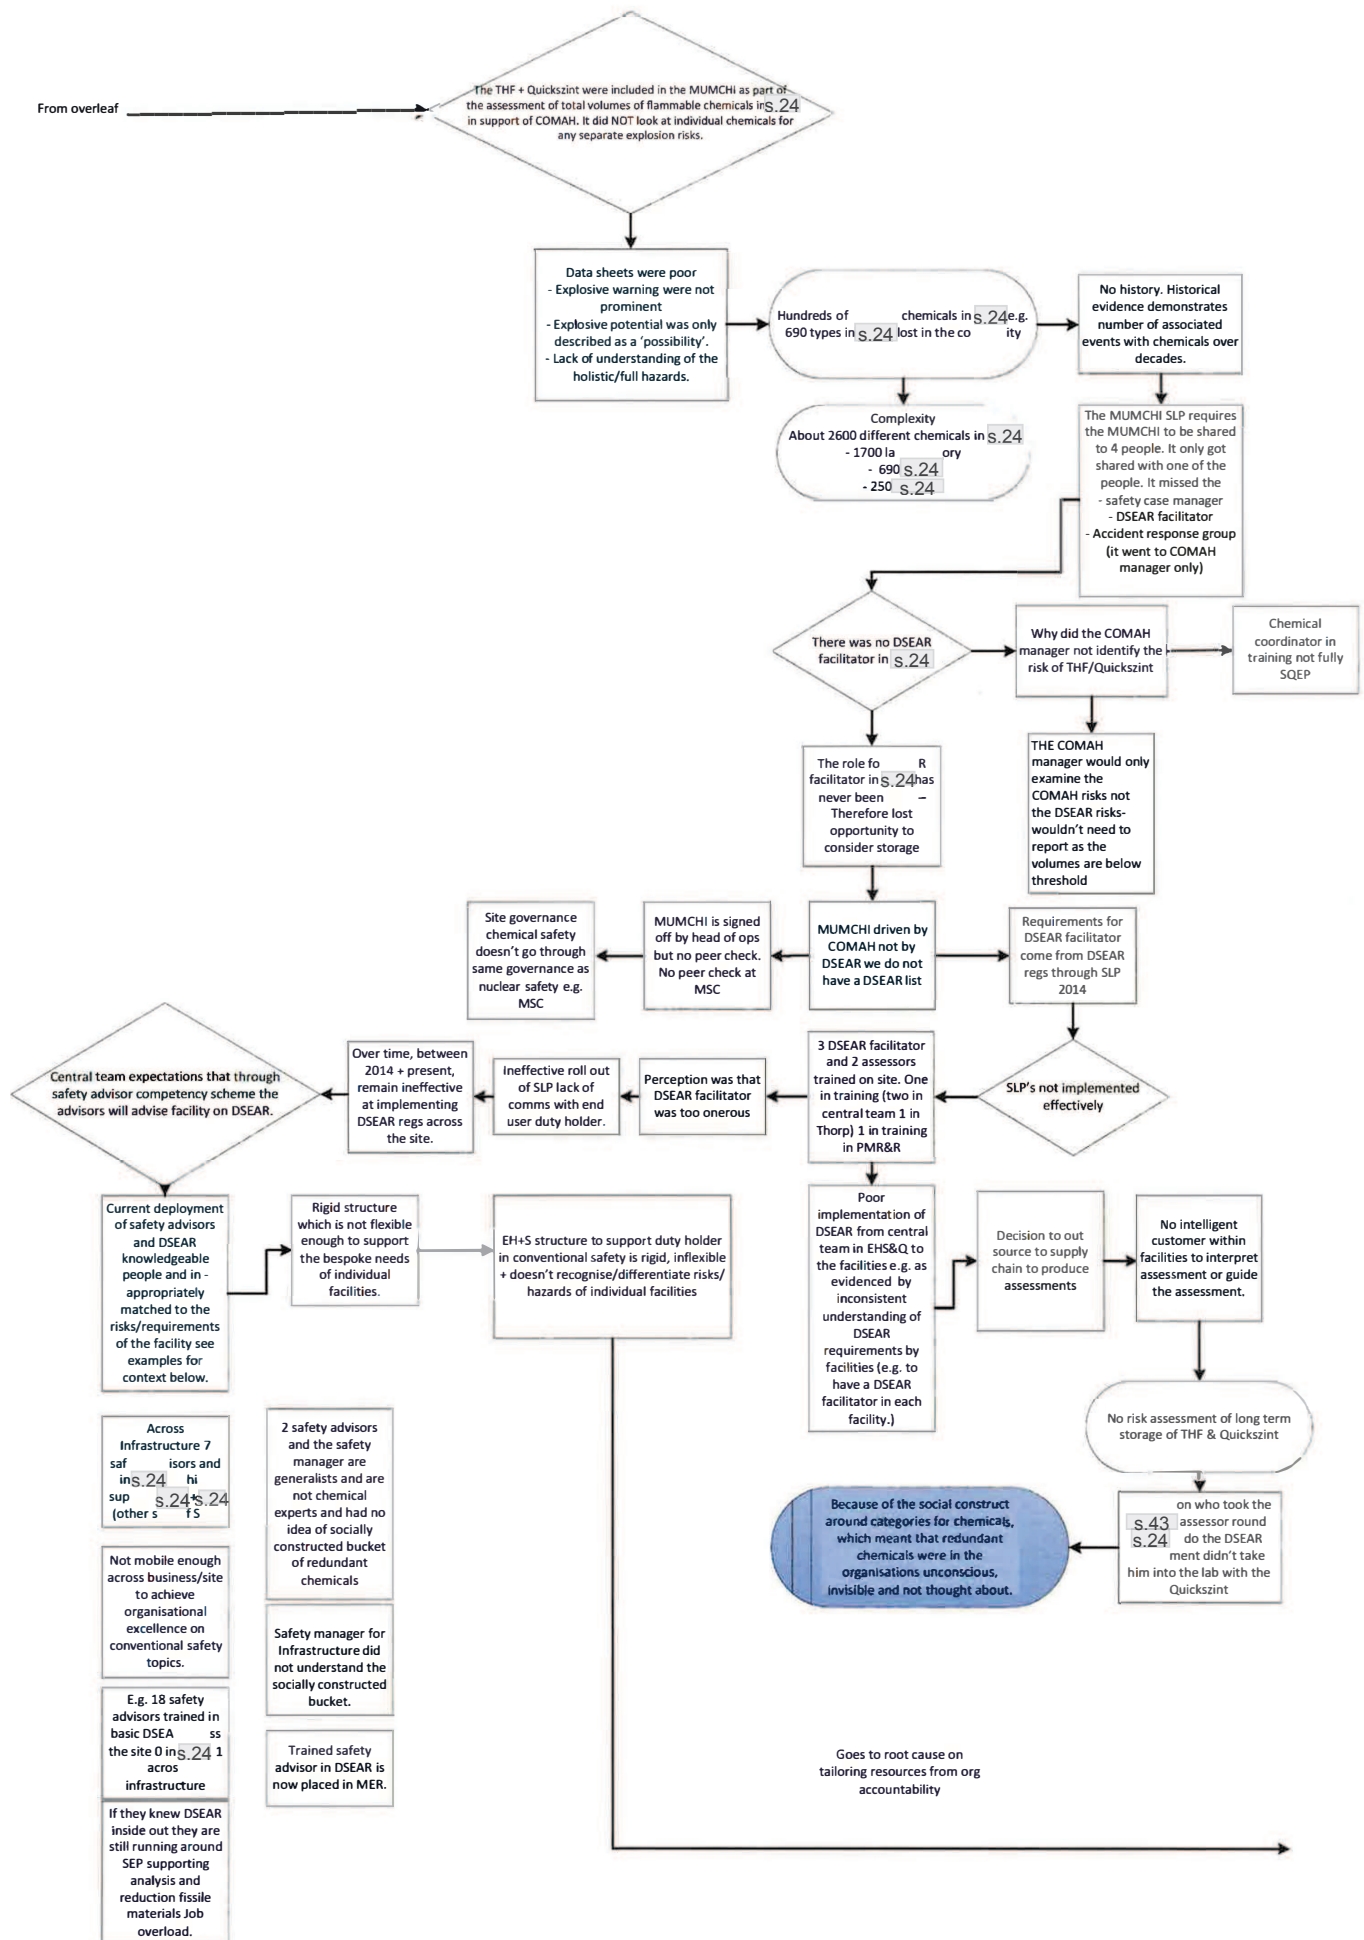 From overleaf
The THF + Quickszint were included in the MUMCHI as part of
the assessment of total volumes of flammable chemicals in s.24
in support of COMAH. It did NOT look at individual chemicals for
any separate explosion risks.
Data sheets were poor
- Explosive warning were not
prominent
- Explosive potential was only
described as a 'possibility'.
- Lack of understanding of the
holistic/full hazards.
Hundreds of chemicals in s.24 e.g.
690 types in s.24 lost in the co ity
No history. Historical
evidence demonstrates
number of associated
events with chemicals over
decades.
Complexity
About 2600 different chemicals in s.24
- 1700 la ory
- 690 s.24
- 250 s.24
The MUMCHI SLP requires
the MUMCHI to be shared
to 4 people. It only got
shared with one of the
people. It missed the
- safety case manager
- DSEAR facilitator
- Accident response group
(it went to COMAH
manager only)
There was no DSEAR
facilitator in s.24
Why did the COMAH
manager not identify the
risk of THF/Quickszint
Chemical
coordinator in
training not fully
SQEP
The role fo R
facilitator in s.24 has
never been –
Therefore lost
opportunity to
consider storage
THE COMAH
manager would only
examine the
COMAH risks not
the DSEAR risks-
wouldn't need to
report as the
volumes are below
threshold
Site governance
chemical safety
doesn't go through
same governance as
nuclear safety e.g.
MSC
MUMCHI is signed
off by head of ops
but no peer check.
No peer check at
MSC
MUMCHI driven by
COMAH not by
DSEAR we do not
have a DSEAR list
Requirements for
DSEAR facilitator
come from DSEAR
regs through SLP
2014
Central team expectations that through
safety advisor competency scheme the
advisors will advise facility on DSEAR.
Over time, between
2014 + present,
remain ineffective
at implementing
DSEAR regs across
the site.
Ineffective roll out
of SLP lack of
comms with end
user duty holder.
Perception was that
DSEAR facilitator
was too onerous
3 DSEAR facilitator
and 2 assessors
trained on site. One
in training (two in
central team 1 in
Thorp) 1 in training
in PMR&R
SLP's not implemented
effectively
Current deployment
of safety advisors
and DSEAR
knowledgeable
people and in -
appropriately
matched to the
risks/requirements
of the facility see
examples for
context below.
Rigid structure
which is not flexible
enough to support
the bespoke needs
of individual
facilities.
EH+S structure to support duty holder
in conventional safety is rigid, inflexible
+ doesn't recognise/differentiate risks/
hazards of individual facilities
Poor
implementation of
DSEAR from central
team in EHS&Q to
the facilities e.g. as
evidenced by
inconsistent
understanding of
DSEAR
requirements by
facilities (e.g. to
have a DSEAR
facilitator in each
facility.)
Decision to out
source to supply
chain to produce
assessments
No intelligent
customer within
facilities to interpret
assessment or guide
the assessment.
No risk assessment of long term
storage of THF & Quickszint
Across
Infrastructure 7
saf isors and
in s.24 hi
sup s.24 + s.24
(other s f S
2 safety advisors
and the safety
manager are
generalists and are
not chemical
experts and had no
idea of socially
constructed bucket
of redundant
chemicals
Because of the social construct
around categories for chemicals,
which meant that redundant
chemicals were in the
organisations unconscious,
invisible and not thought about.
on who took the
s.43 assessor round
s.24 do the DSEAR
ment didn't take
him into the lab with the
Quickszint
Not mobile enough
across business/site
to achieve
organisational
excellence on
conventional safety
topics.
Safety manager for
Infrastructure did
not understand the
socially constructed
bucket.
E.g. 18 safety
advisors trained in
basic DSEA ss
the site 0 in s.24 1
acros
infrastructure
Trained safety
advisor in DSEAR is
now placed in MER.
Goes to root cause on
tailoring resources from org
accountability
If they knew DSEAR
inside out they are
still running around
SEP supporting
analysis and
reduction fissile
materials Job
overload.